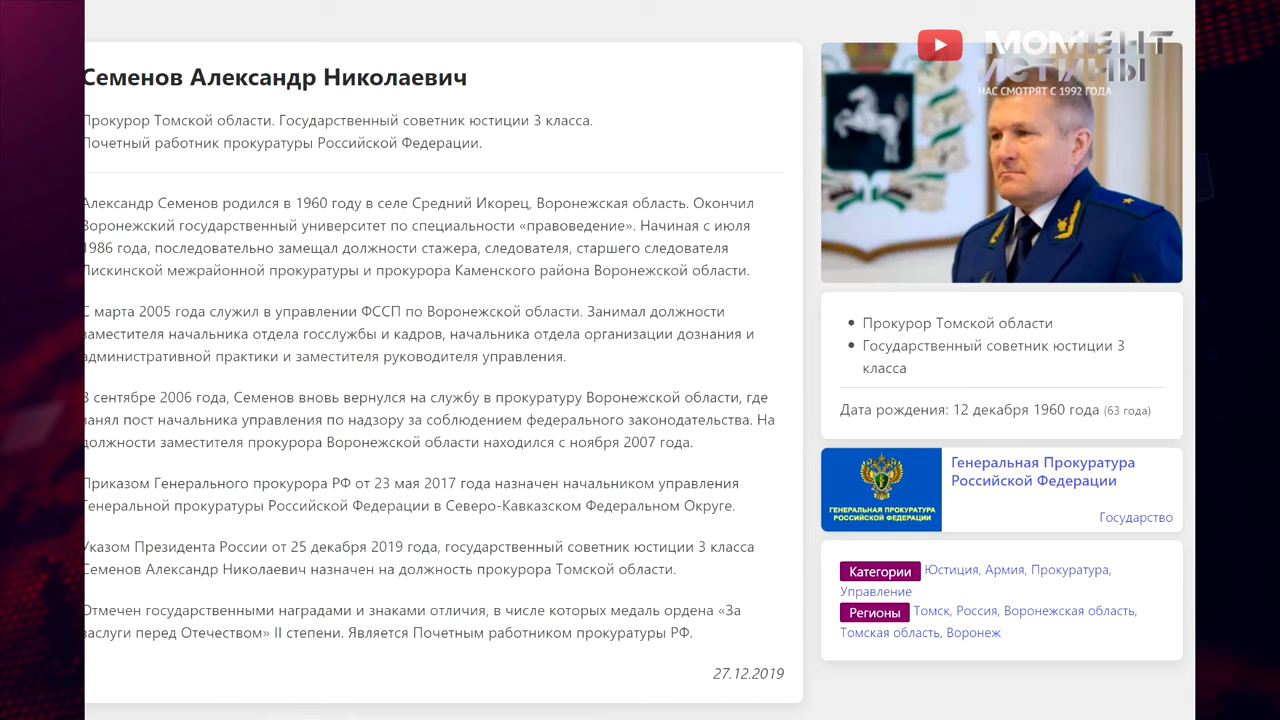 Семенов Александр Николаевич
Прокурор Томской области. Государственный советник юстиции 3 класса.
Почетный работник прокуратуры Российской Федерации.
Александр Семенов родился в 1960 году в селе Средний Икорец, Воронежская область. Окончил
Воронежский государственный университет по специальности «правоведение». Начиная с июля
1986 года, последовательно замещал должности стажера, следователя, старшего следователя
Лискинской межрайонной прокуратуры и прокурора Каменского района Воронежской области.
С марта 2005 года служил в управлении ФССП по Воронежской области. Занимал должности
заместителя начальника отдела госслужбы и кадров, начальника отдела организации дознания и
административной практики и заместителя руководителя управления.
В сентябре 2006 года, Семенов вновь вернулся на службу в прокуратуру Воронежской области, где
занял пост начальника управления по надзору за соблюдением федерального законодательства. На
должности заместителя прокурора Воронежской области находился с ноября 2007 года.
Приказом Генерального прокурора РФ от 23 мая 2017 года назначен начальником управления
Генеральной прокуратуры Российской Федерации в Северо-Кавказском Федеральном Округе.
Указом Президента России от 25 декабря 2019 года, государственный советник юстиции 3 класса
Семенов Александр Николаевич назначен на должность прокурора Томской области.
Отмечен государственными наградами и знаками отличия, в числе которых медаль ордена «За
заслуги перед Отечеством» II степени. Является Почетным работником прокуратуры РФ.
27.12.2019
МОМЕНТ
ИСТИНЫ
НАС СМОТРЯТ С 1992 ГОДА
Прокурор Томской области
Государственный советник юстиции 3
класса
Дата рождения: 12 декабря 1960 года (63 года)
ГЕНЕРАЛЬНАЯ ПРОКУРАТУРА
РОССИЙСКОЙ ФЕДЕРАЦИИ
Генеральная Прокуратура
Российской Федерации
Государство
Категории Юстиция, Армия, Прокуратура,
Управление
Регионы Томск, Россия, Воронежская область,
Томская область, Воронеж